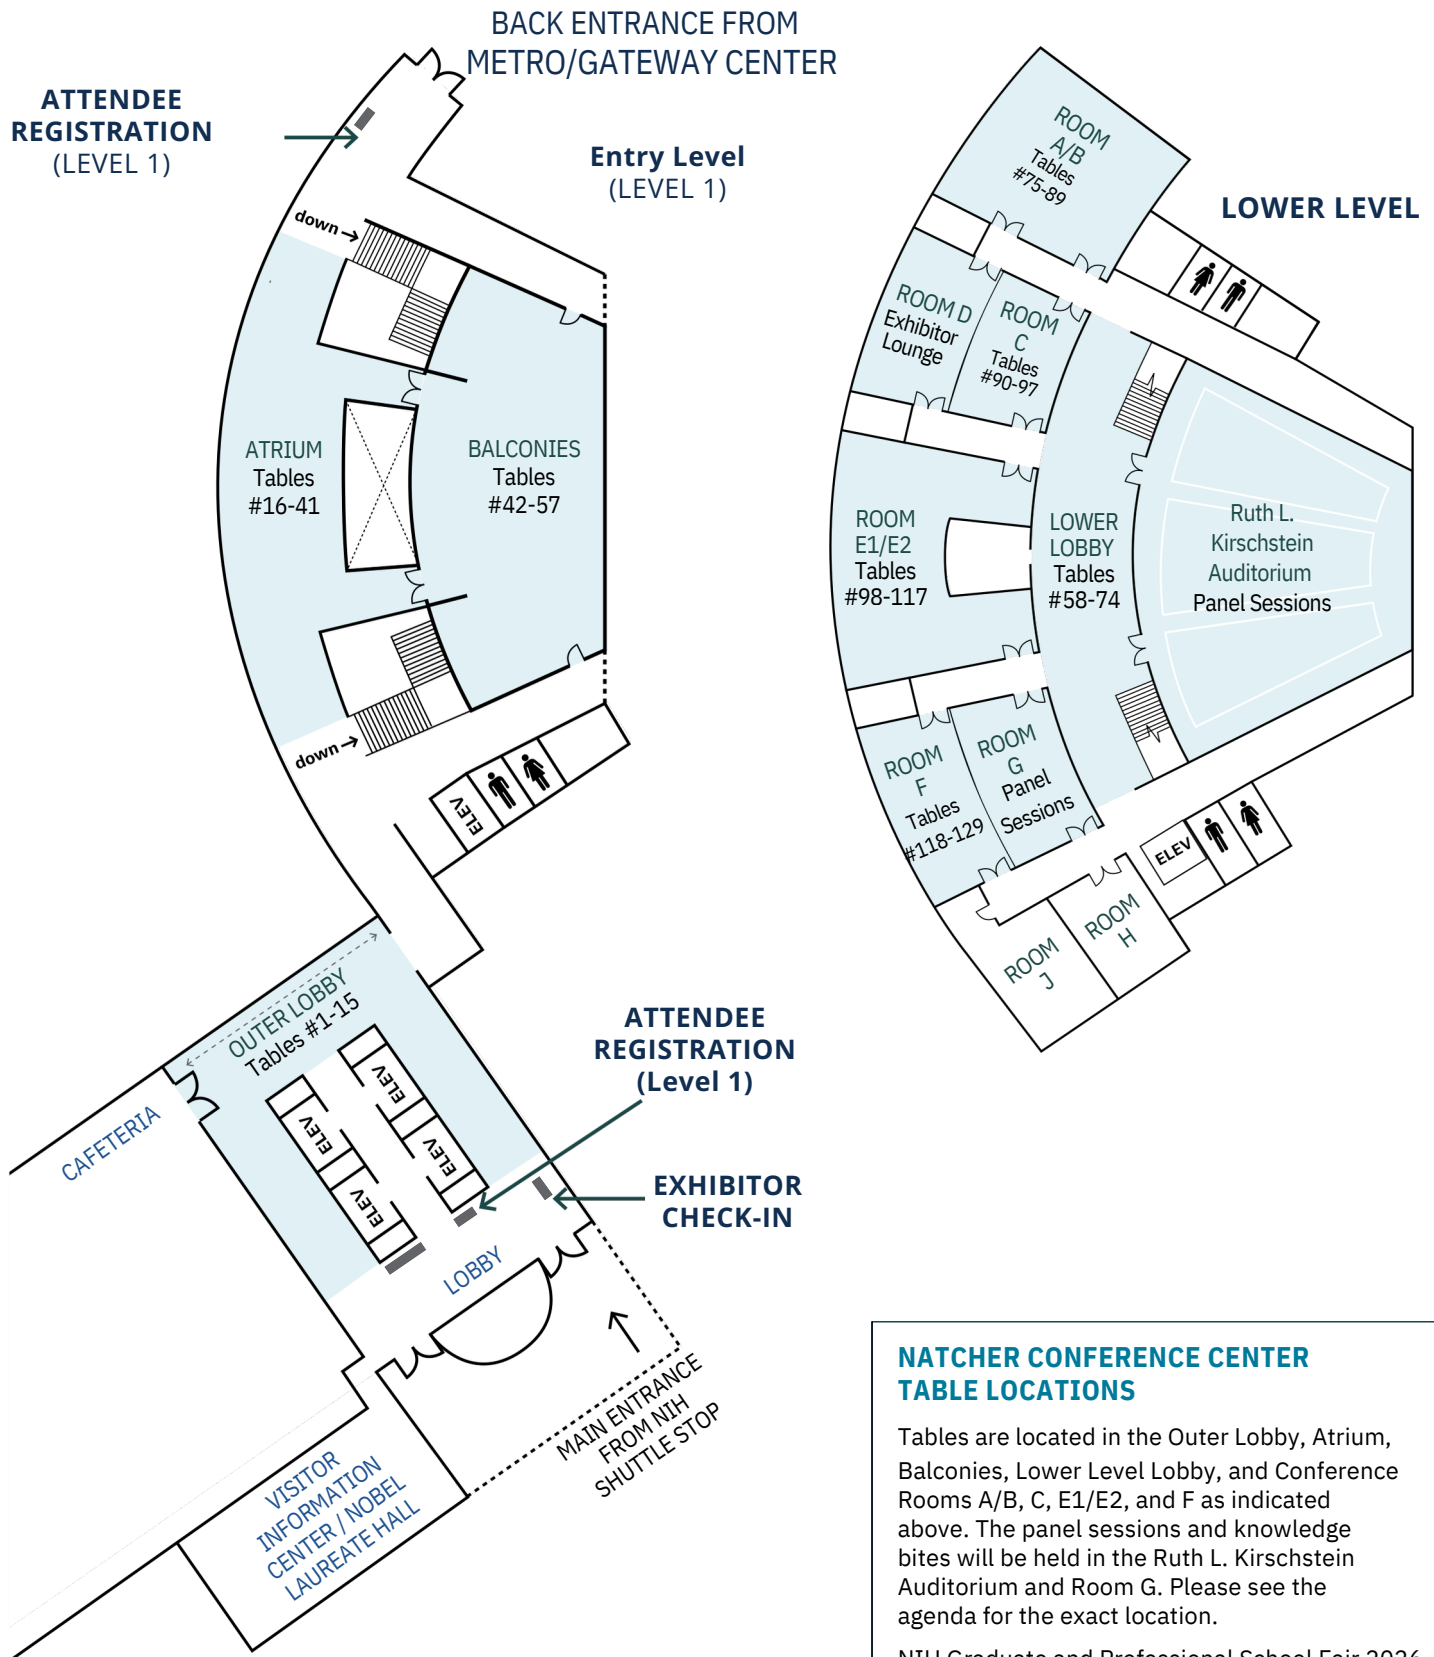 BACK ENTRANCE FROM
METRO/GATEWAY CENTER
ATTENDEE
REGISTRATION
(LEVEL 1)
Entry Level
(LEVEL 1)
down
ATRIUM
Tables
#16-41
BALCONIES
Tables
#42-57
down
ELEV
OUTER LOBBY
Tables #1-15
CAFETERIA
ELEV
ELEV
ELEV
ELEV
ATTENDEE
REGISTRATION
(Level 1)
EXHIBITOR
CHECK-IN
LOBBY
MAIN ENTRANCE
FROM NIH
SHUTTLE STOP
VISITOR
INFORMATION
CENTER / NOBEL
LAUREATE HALL
LOWER LEVEL
ROOM
A/B
Tables
#75-89
ROOM D
Exhibitor
Lounge
ROOM
C
Tables
#90-97
ROOM
E1/E2
Tables
#98-117
LOWER
LOBBY
Tables
#58-74
Ruth L.
Kirschstein
Auditorium
Panel Sessions
ROOM
F
Tables
#118-129
ROOM
G
Panel
Sessions
ELEV
ROOM
H
ROOM
J
NATCHER CONFERENCE CENTER
TABLE LOCATIONS
Tables are located in the Outer Lobby, Atrium,
Balconies, Lower Level Lobby, and Conference
Rooms A/B, C, E1/E2, and F as indicated
above. The panel sessions and knowledge
bites will be held in the Ruth L. Kirschstein
Auditorium and Room G. Please see the
agenda for the exact location.
NIH Graduate and Professional School Fair 2026